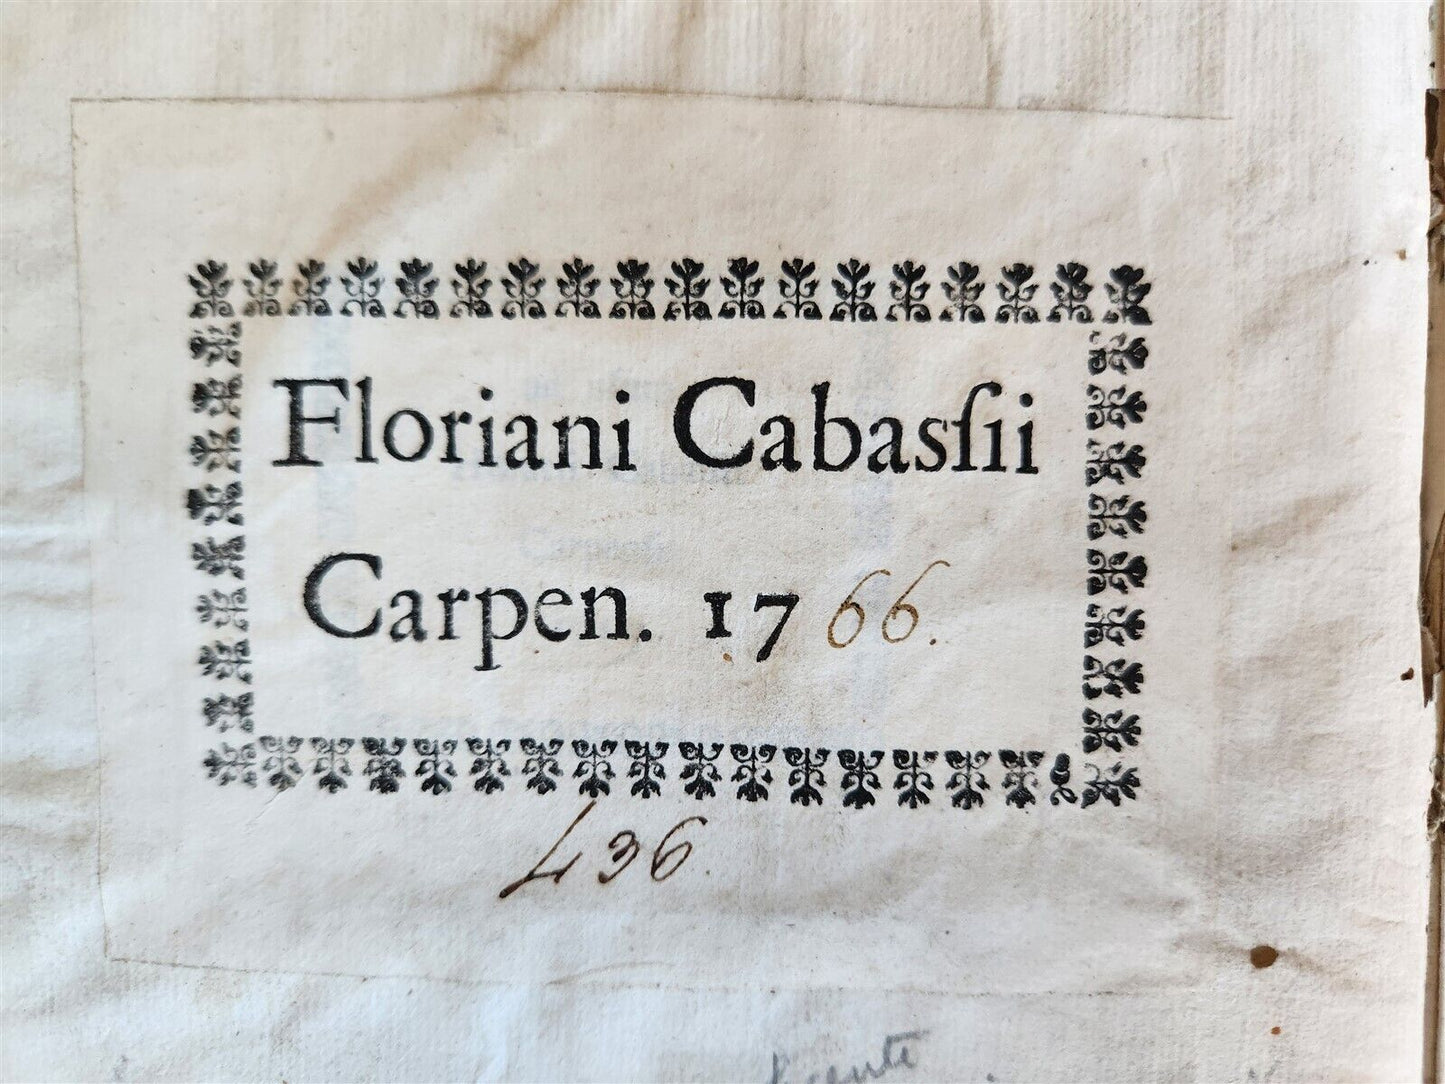 Floriani Cabasſii
Carpen. 1766.
436.